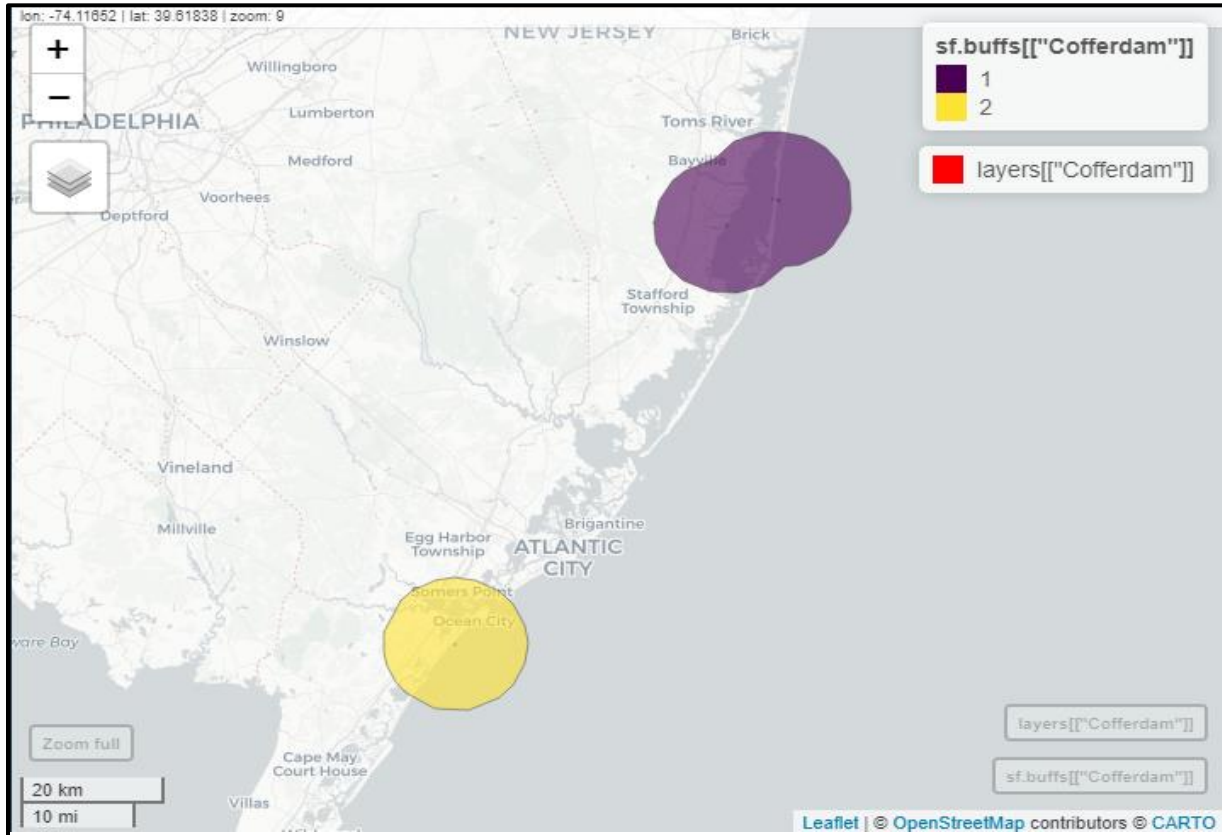 lon: -74.11652 | lat: 39.61838 | zoom: 9
+
−
NEW JERSEY
Brick
sf.buffs[["Cofferdam"]]
1
2
layers[["Cofferdam"]]
Willingboro
PHILADELPHIA
Lumberton
Toms River
Medford
Bayville
Voorhees
Deptford
Stafford
Township
Winslow
Vineland
Millville
Brigantine
Egg Harbor
Township
ATLANTIC
CITY
Somers Point
Ocean City
ware Bay
layers[["Cofferdam"]]
Zoom full
Cape May
Court House
sf.buffs[["Cofferdam"]]
20 km
10 mi
Villas
Leaflet | © OpenStreetMap contributors © CARTO